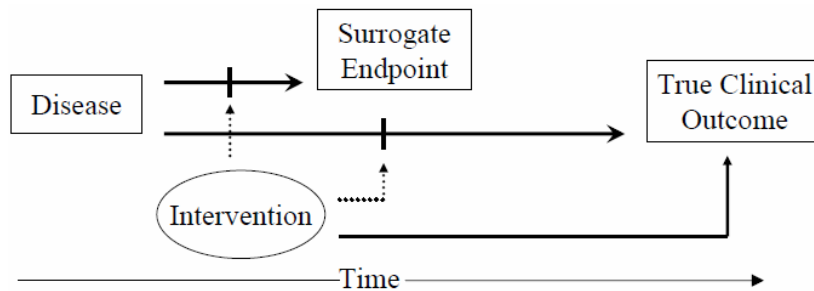 Surrogate
Endpoint
Disease
True Clinical
Outcome
Intervention
Time